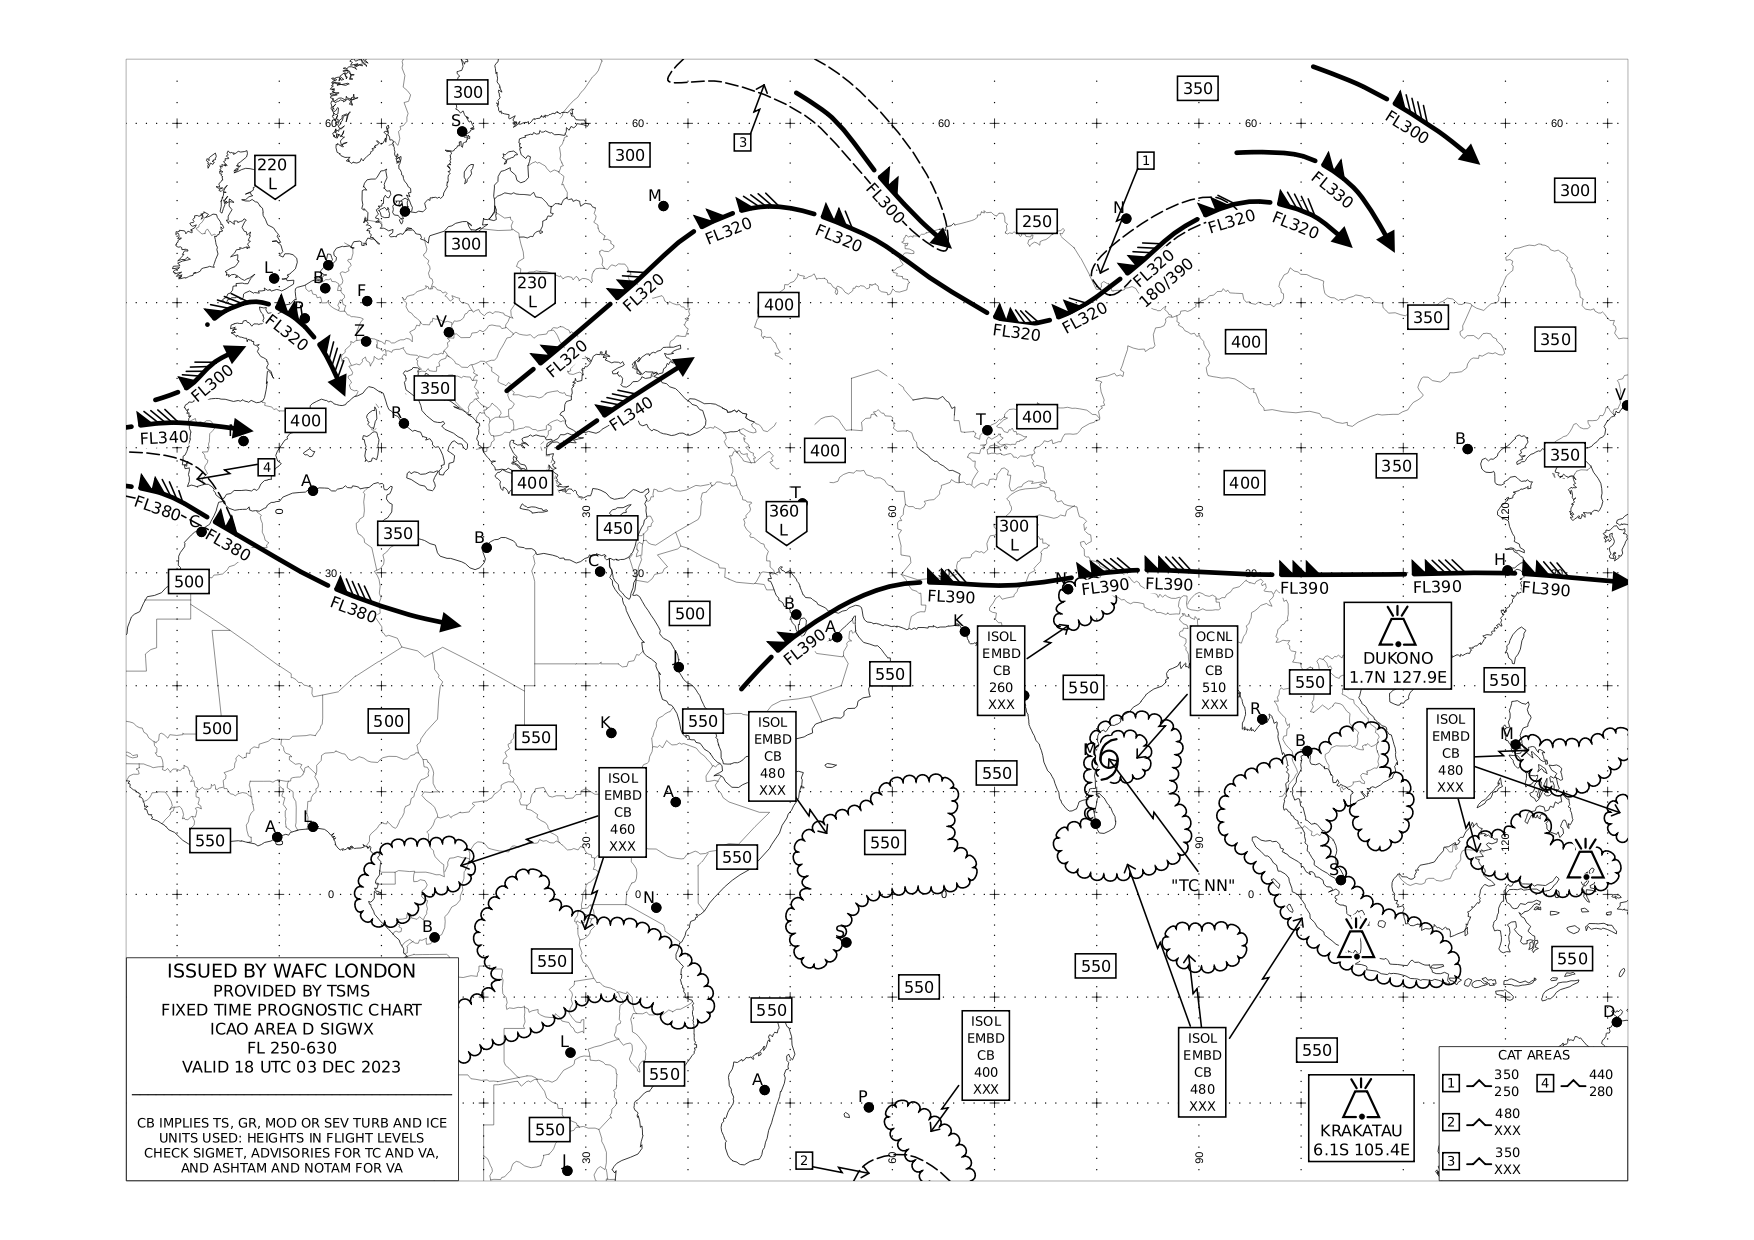 350
300
S
60
60
60
60
60
FL300
3
300
1
220
L
350
FL330
300
M
N
C
FL300
250
FL320
FL320
FL320
FL320
FL320
300
A
L
B
F
230
L
FL320
FL320
180/390
400
P
FL320
V
Z
FL320
FL320
350
350
400
FL320
FL300
350
FL340
400
R
T
400
V
FL340
400
B
350
350
4
400
400
A
T
FL380
C
FL380
0
30
60
90
120
360
L
300
L
450
350
B
C
H
500
30
30
30
30
FL380
FL390
N
FL390
FL390
FL390
FL390
FL390
500
B
A
FL390
K
J
ISOL
EMBD
CB
260
XXX
OCNL
EMBD
CB
510
XXX
DUKONO
1.7N 127.9E
550
550
550
550
500
500
550
K
550
ISOL
EMBD
CB
480
XXX
R
B
M
ISOL
EMBD
CB
480
XXX
M
550
ISOL
EMBD
CB
460
XXX
A
C
550
A
L
30
550
550
90
120
0
0
0
0
S
"TC NN"
N
B
S
550
550
550
550
550
ISSUED BY WAFC LONDON
PROVIDED BY TSMS
FIXED TIME PROGNOSTIC CHART
ICAO AREA D SIGWX
FL 250-630
VALID 18 UTC 03 DEC 2023
CB IMPLIES TS, GR, MOD OR SEV TURB AND ICE
UNITS USED: HEIGHTS IN FLIGHT LEVELS
CHECK SIGMET, ADVISORIES FOR TC AND VA,
AND ASHTAM AND NOTAM FOR VA
L
550
A
P
550
J
30
2
60
ISOL
EMBD
CB
400
XXX
ISOL
EMBD
CB
480
XXX
90
550
D
KRAKATAU
6.1S 105.4E
CAT AREAS
1 350 4 440
250 280
2 480
XXX
3 350
XXX